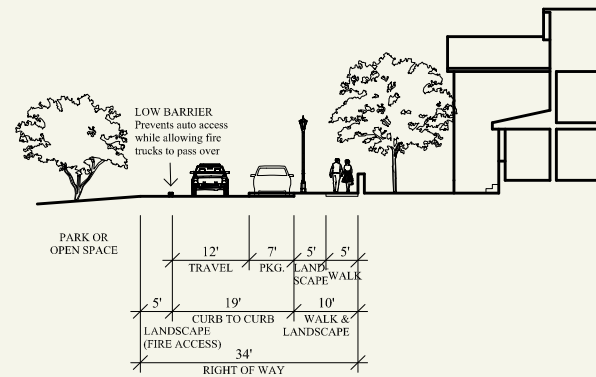 LOW BARRIER
Prevents auto access
while allowing fire
trucks to pass over
PARK OR
OPEN SPACE
12' 7' 5' 5'
TRAVEL PKG. LAND- WALK
SCAPE
5' 19' 10'
CURB TO CURB WALK &
LANDSCAPE LANDSCAPE
(FIRE ACCESS)
34'
RIGHT OF WAY